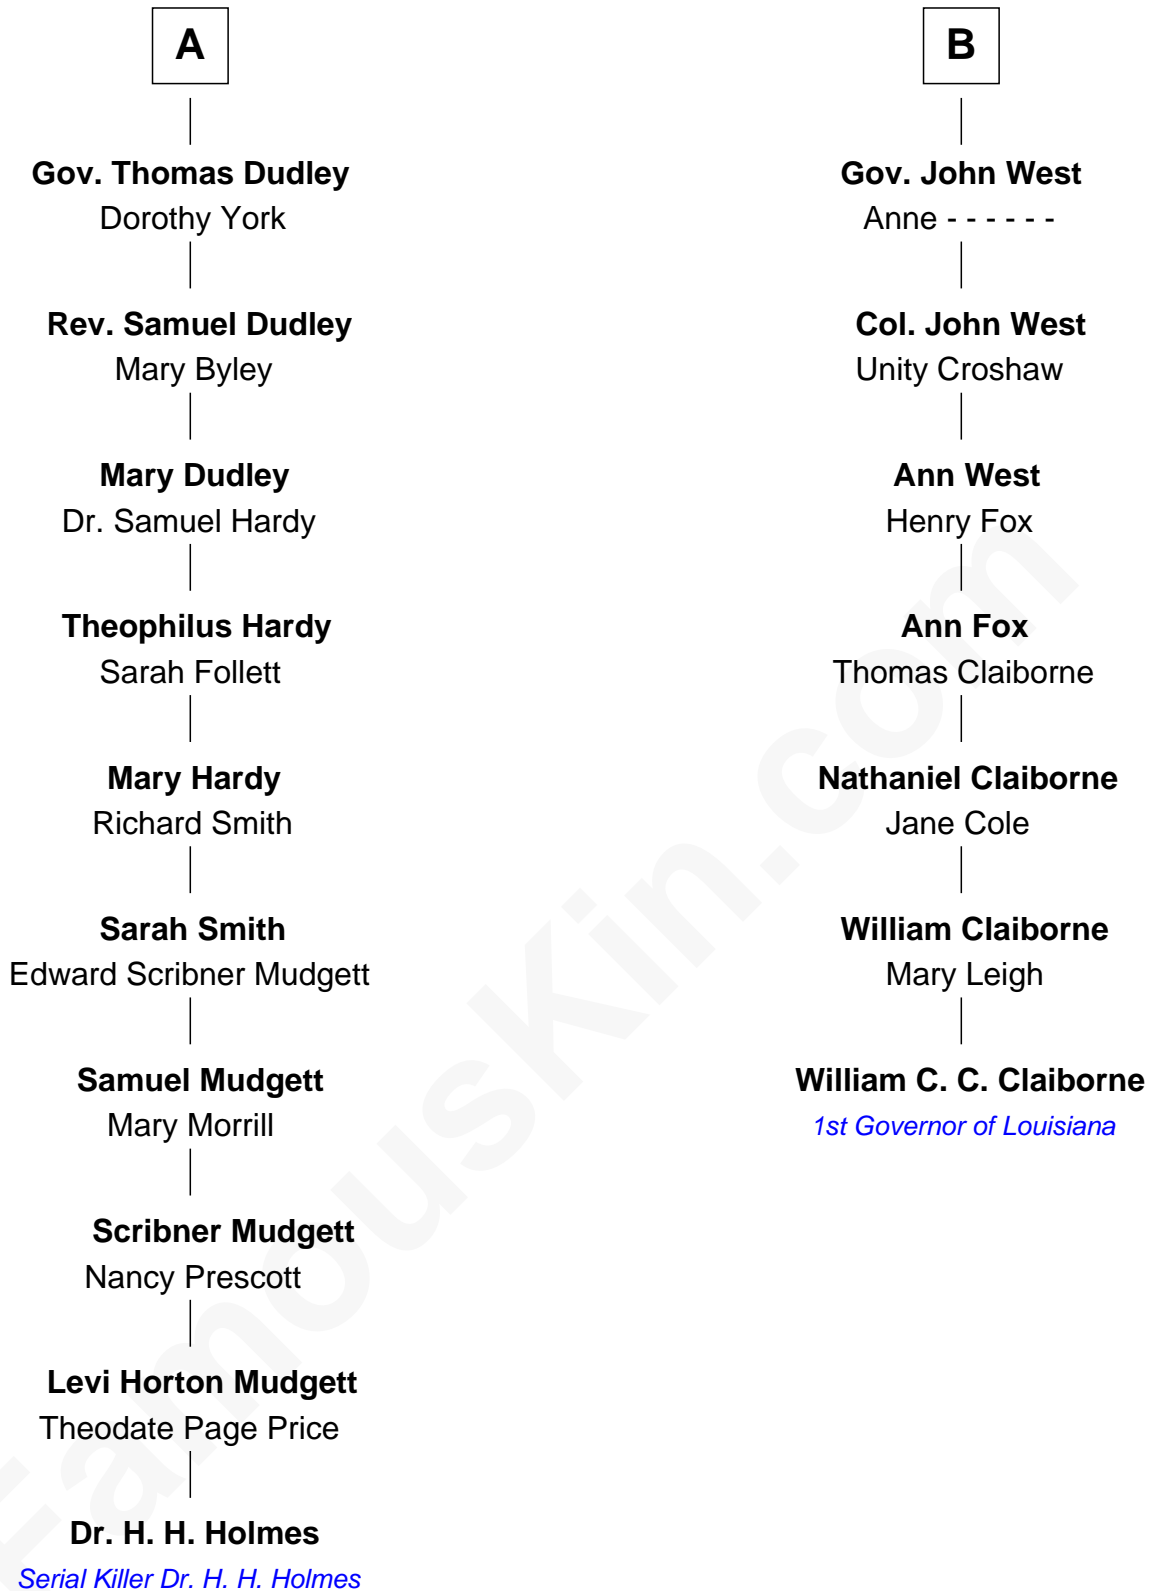 A
Gov. Thomas Dudley
Dorothy York
Rev. Samuel Dudley
Mary Byley
Mary Dudley
Dr. Samuel Hardy
Theophilus Hardy
Sarah Follett
Mary Hardy
Richard Smith
Sarah Smith
Edward Scribner Mudgett
Samuel Mudgett
Mary Morrill
Scribner Mudgett
Nancy Prescott
Levi Horton Mudgett
Theodate Page Price
Dr. H. H. Holmes
Serial Killer Dr. H. H. Holmes
B
Gov. John West
Anne - - - - - -
Col. John West
Unity Croshaw
Ann West
Henry Fox
Ann Fox
Thomas Claiborne
Nathaniel Claiborne
Jane Cole
William Claiborne
Mary Leigh
William C. C. Claiborne
1st Governor of Louisiana
FamousKin.com